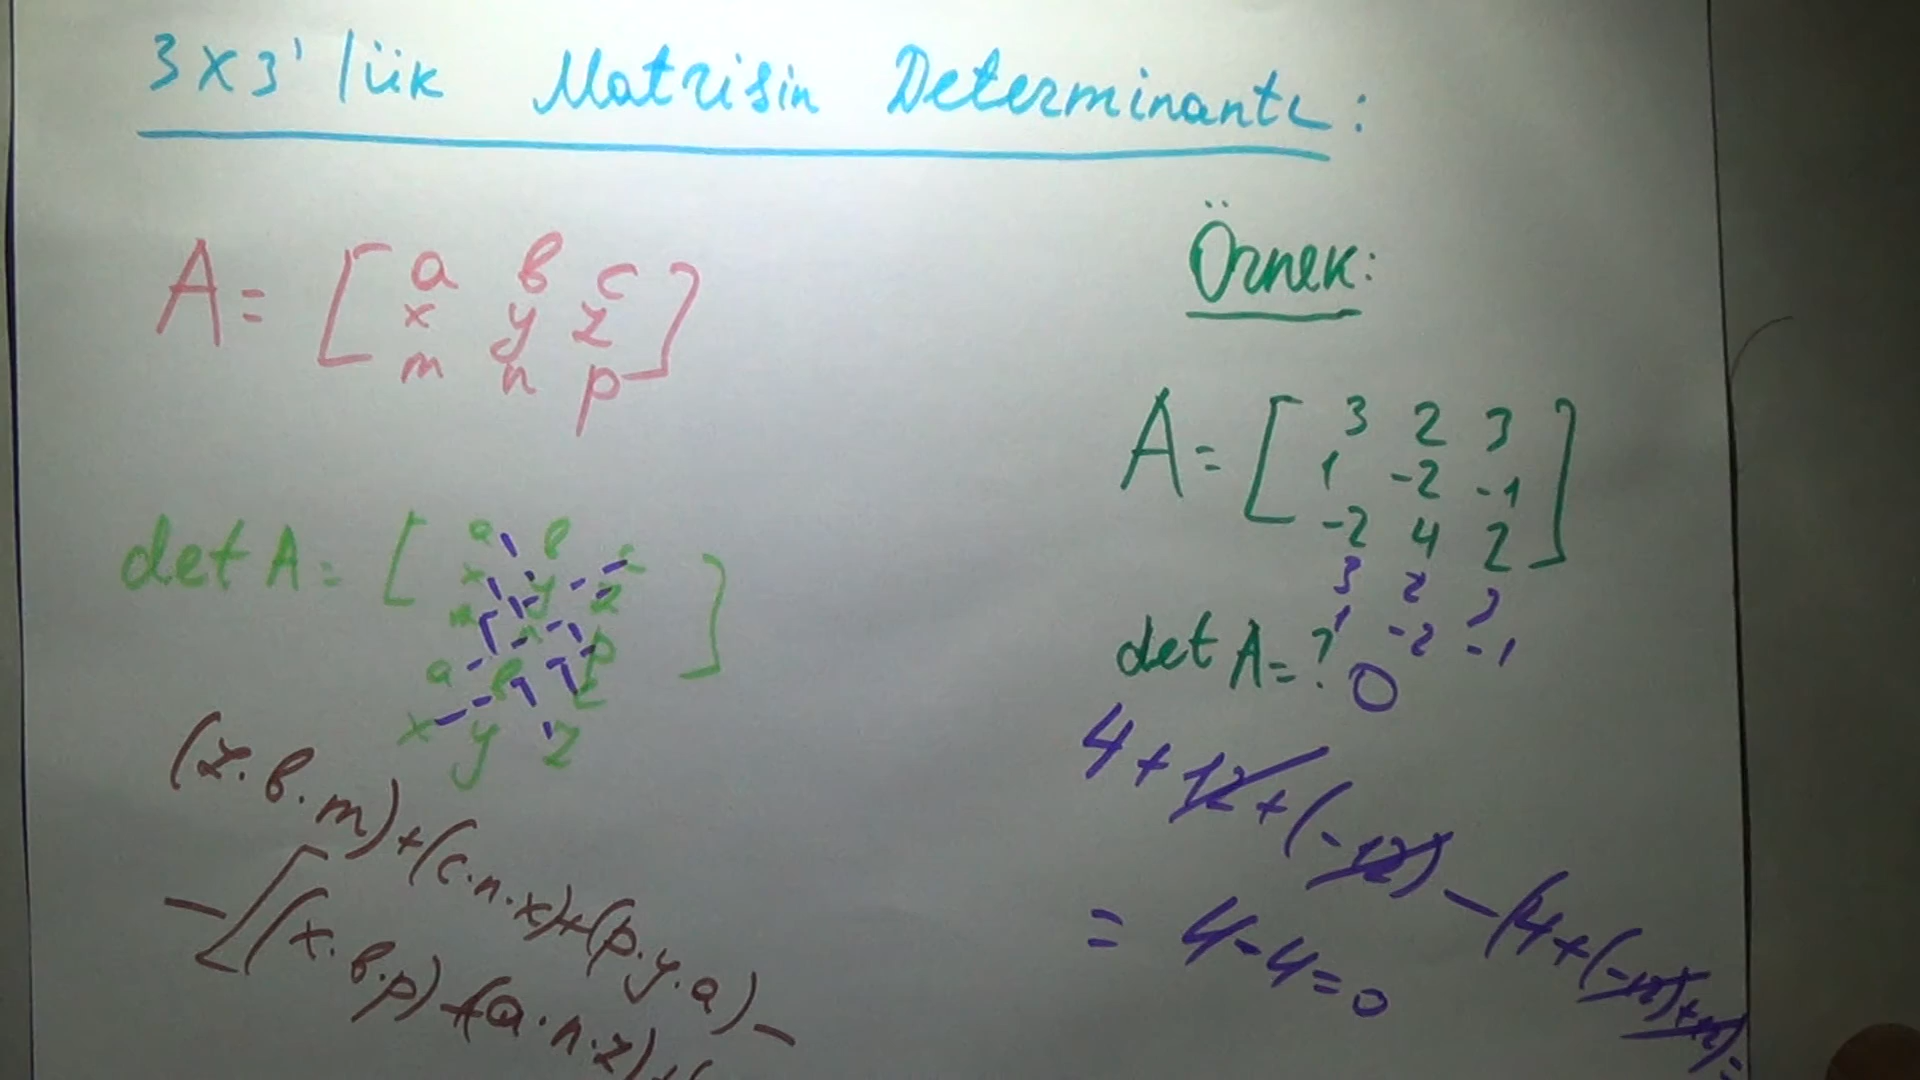 3x3'lük Matrisin Determinantı:
A = [ a b c
x y z
m n p ]
det A = [ a b c
x y z
m n p
a b c
x y z ]
(z.b.m)+(c.n.x)+(p.y.a)-
-[(x.b.p)+(a.n.z)+(
Örnek:
A = [ 3 2 3
1 -2 -1
-2 4 2 ]
3 2 3
1 -2 -1
det A = ? 0
4+12+(-12)-(4+(-12)+12)=
= 4-4=0